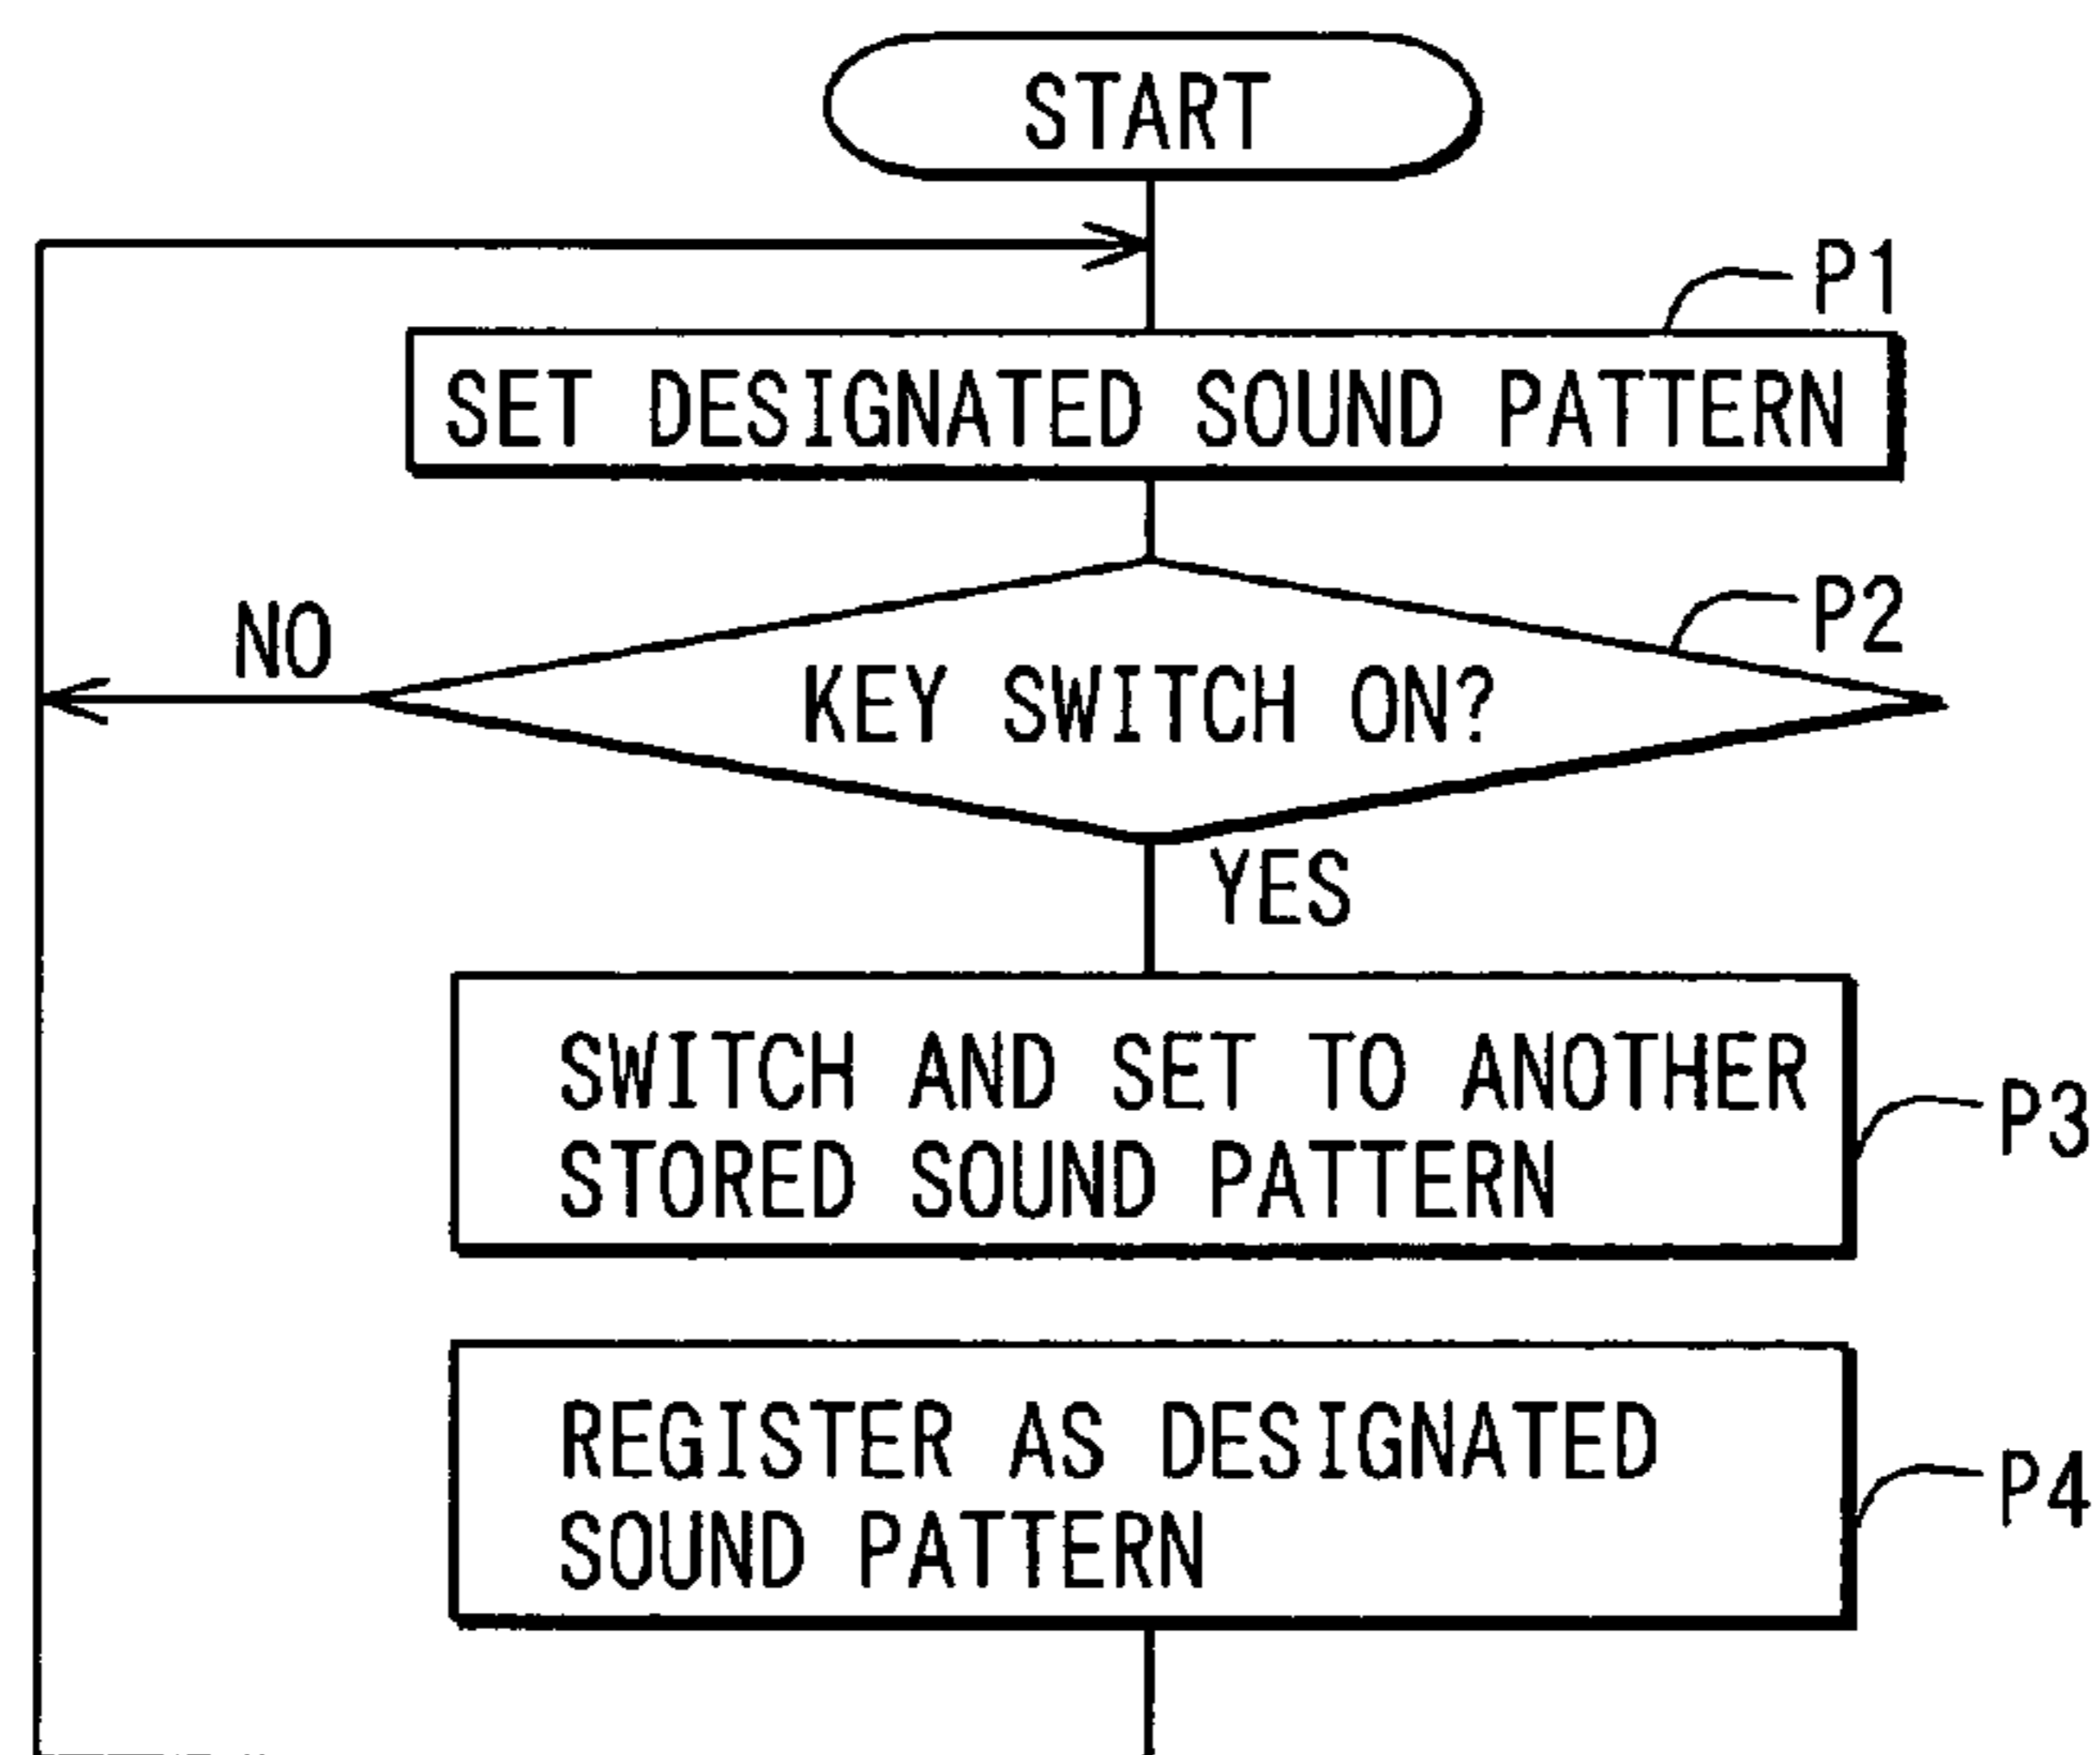 START
P1
SET DESIGNATED SOUND PATTERN
P2
NO
KEY SWITCH ON?
YES
SWITCH AND SET TO ANOTHER
STORED SOUND PATTERN
P3
REGISTER AS DESIGNATED
SOUND PATTERN
P4